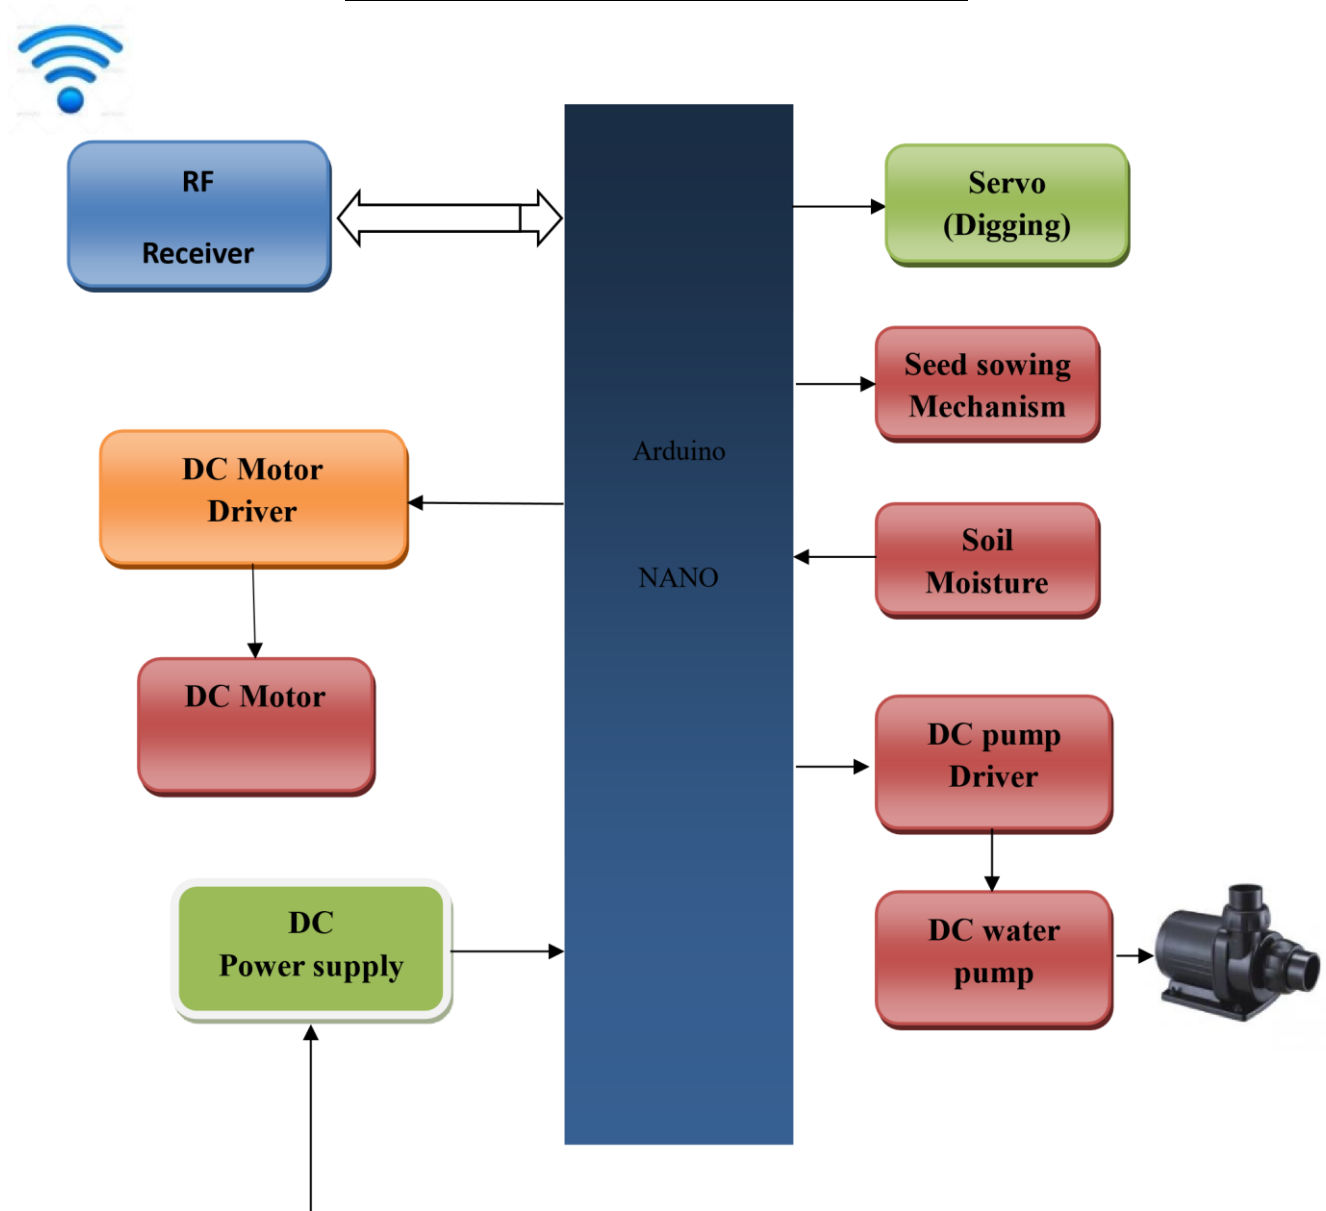 RF
Receiver
Servo
(Digging)
Seed sowing
Mechanism
Arduino
NANO
DC Motor
Driver
Soil
Moisture
DC Motor
DC pump
Driver
DC
Power supply
DC water
pump